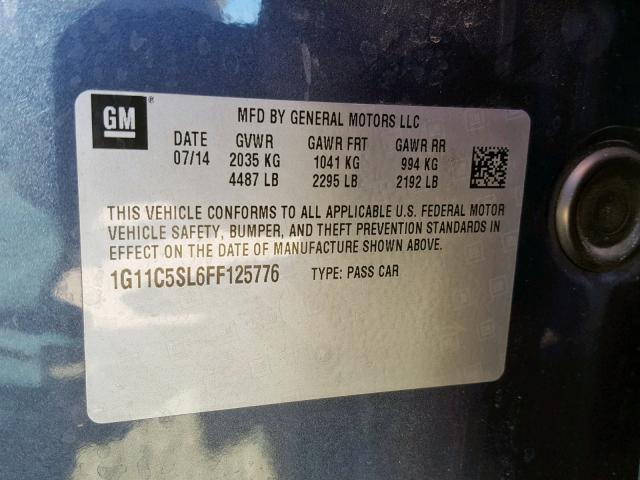 GM
MFD BY GENERAL MOTORS LLC
DATE GVWR GAWR FRT GAWR RR
07/14 2035 KG 1041 KG 994 KG
4487 LB 2295 LB 2192 LB
THIS VEHICLE CONFORMS TO ALL APPLICABLE U.S. FEDERAL MOTOR
VEHICLE SAFETY, BUMPER, AND THEFT PREVENTION STANDARDS IN
EFFECT ON THE DATE OF MANUFACTURE SHOWN ABOVE.
1G11C5SL6FF125776 TYPE: PASS CAR